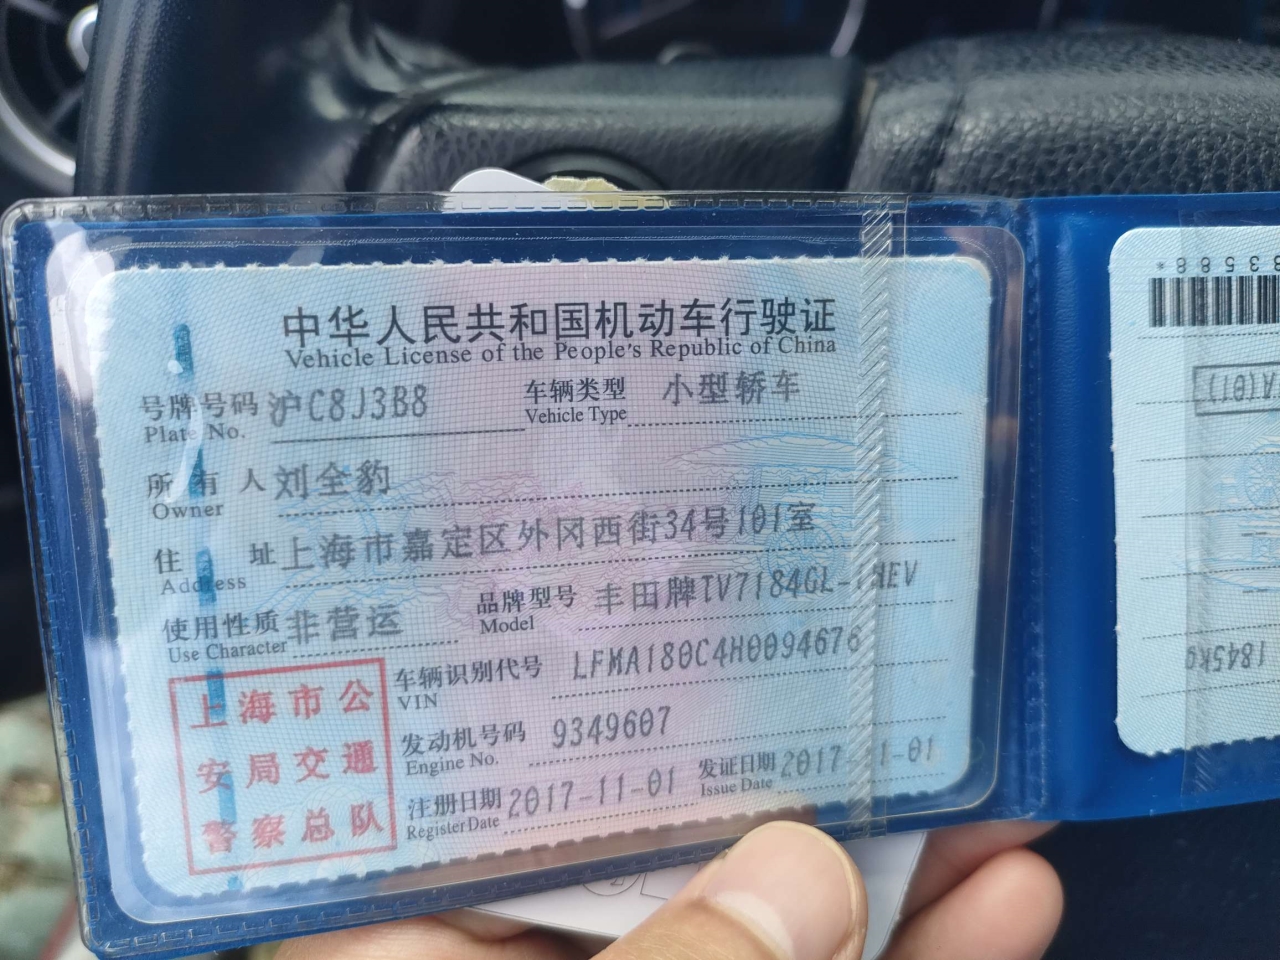 中华人民共和国机动车行驶证
Vehicle License of the People's Republic of China
号牌号码 沪C8J3B8 车辆类型 小型轿车
Plate No. Vehicle Type
所有人 刘全豹
Owner
住址 上海市嘉定区外冈西街34号101室
Address
使用性质 非营运 品牌型号 丰田牌TV7184GL-HEV
Use Character Model
车辆识别代号 LFMA180C4H0094676
VIN
发动机号码 9349607
Engine No.
注册日期 2017-11-01 发证日期 2017-11-01
Register Date Issue Date
上海市公
安局交通
警察总队
1845kg